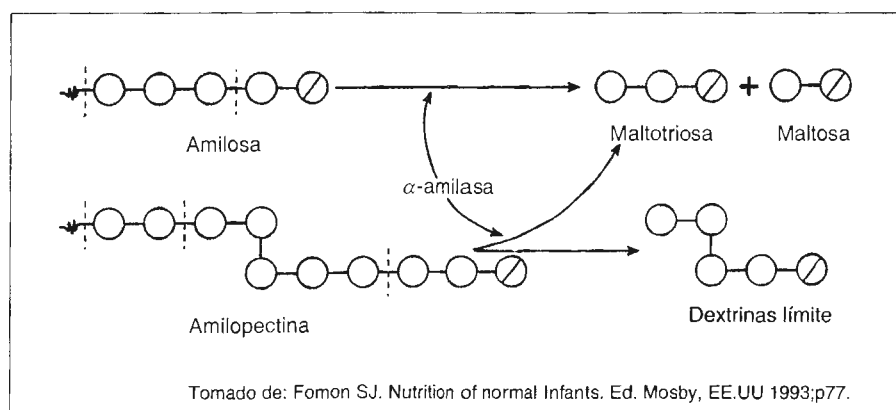 Amilosa
Maltotriosa
+
Maltosa
α-amilasa
Amilopectina
Dextrinas límite
Tomado de: Fomon SJ. Nutrition of normal Infants. Ed. Mosby, EE.UU 1993;p77.